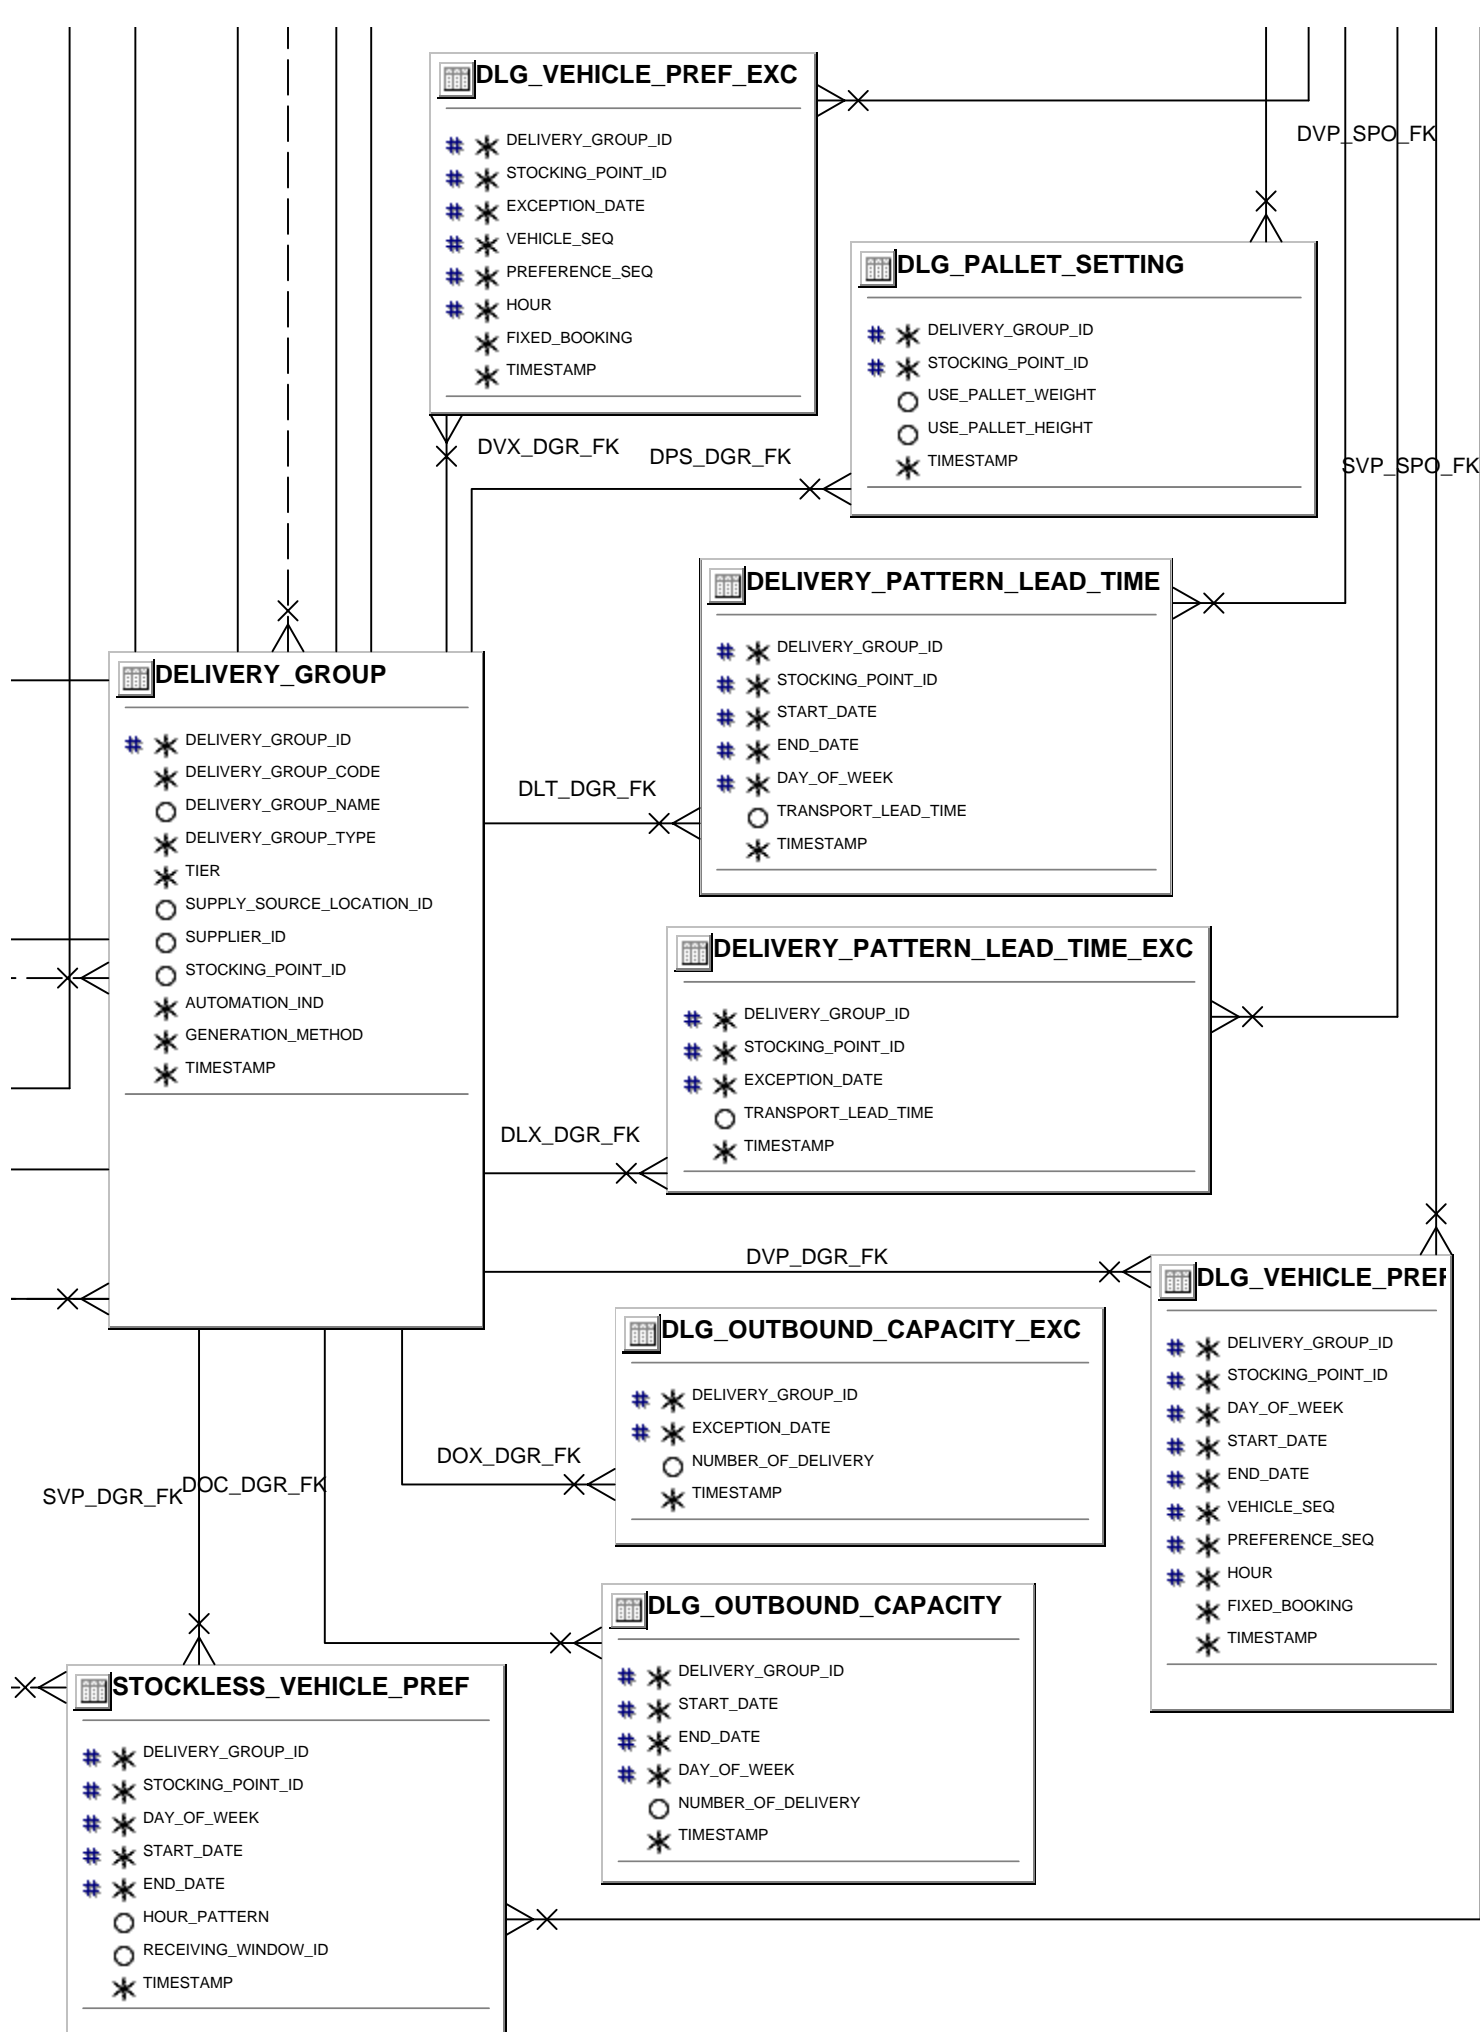 DLG_VEHICLE_PREF_EXC
# * DELIVERY_GROUP_ID
# * STOCKING_POINT_ID
# * EXCEPTION_DATE
# * VEHICLE_SEQ
# * PREFERENCE_SEQ
# * HOUR
* FIXED_BOOKING
* TIMESTAMP
DVP_SPO_FK
DLG_PALLET_SETTING
# * DELIVERY_GROUP_ID
# * STOCKING_POINT_ID
USE_PALLET_WEIGHT
USE_PALLET_HEIGHT
* TIMESTAMP
DVX_DGR_FK
DPS_DGR_FK
SVP_SPO_FK
DELIVERY_PATTERN_LEAD_TIME
# * DELIVERY_GROUP_ID
# * STOCKING_POINT_ID
# * START_DATE
# * END_DATE
# * DAY_OF_WEEK
TRANSPORT_LEAD_TIME
* TIMESTAMP
DELIVERY_GROUP
# * DELIVERY_GROUP_ID
* DELIVERY_GROUP_CODE
DELIVERY_GROUP_NAME
* DELIVERY_GROUP_TYPE
* TIER
SUPPLY_SOURCE_LOCATION_ID
SUPPLIER_ID
STOCKING_POINT_ID
* AUTOMATION_IND
* GENERATION_METHOD
* TIMESTAMP
DLT_DGR_FK
DELIVERY_PATTERN_LEAD_TIME_EXC
# * DELIVERY_GROUP_ID
# * STOCKING_POINT_ID
# * EXCEPTION_DATE
TRANSPORT_LEAD_TIME
* TIMESTAMP
DLX_DGR_FK
DVP_DGR_FK
DLG_VEHICLE_PREF
# * DELIVERY_GROUP_ID
# * STOCKING_POINT_ID
# * DAY_OF_WEEK
# * START_DATE
# * END_DATE
# * VEHICLE_SEQ
# * PREFERENCE_SEQ
# * HOUR
* FIXED_BOOKING
* TIMESTAMP
DLG_OUTBOUND_CAPACITY_EXC
# * DELIVERY_GROUP_ID
# * EXCEPTION_DATE
NUMBER_OF_DELIVERY
* TIMESTAMP
DOX_DGR_FK
SVP_DGR_FK
DOC_DGR_FK
DLG_OUTBOUND_CAPACITY
# * DELIVERY_GROUP_ID
# * START_DATE
# * END_DATE
# * DAY_OF_WEEK
NUMBER_OF_DELIVERY
* TIMESTAMP
STOCKLESS_VEHICLE_PREF
# * DELIVERY_GROUP_ID
# * STOCKING_POINT_ID
# * DAY_OF_WEEK
# * START_DATE
# * END_DATE
HOUR_PATTERN
RECEIVING_WINDOW_ID
* TIMESTAMP